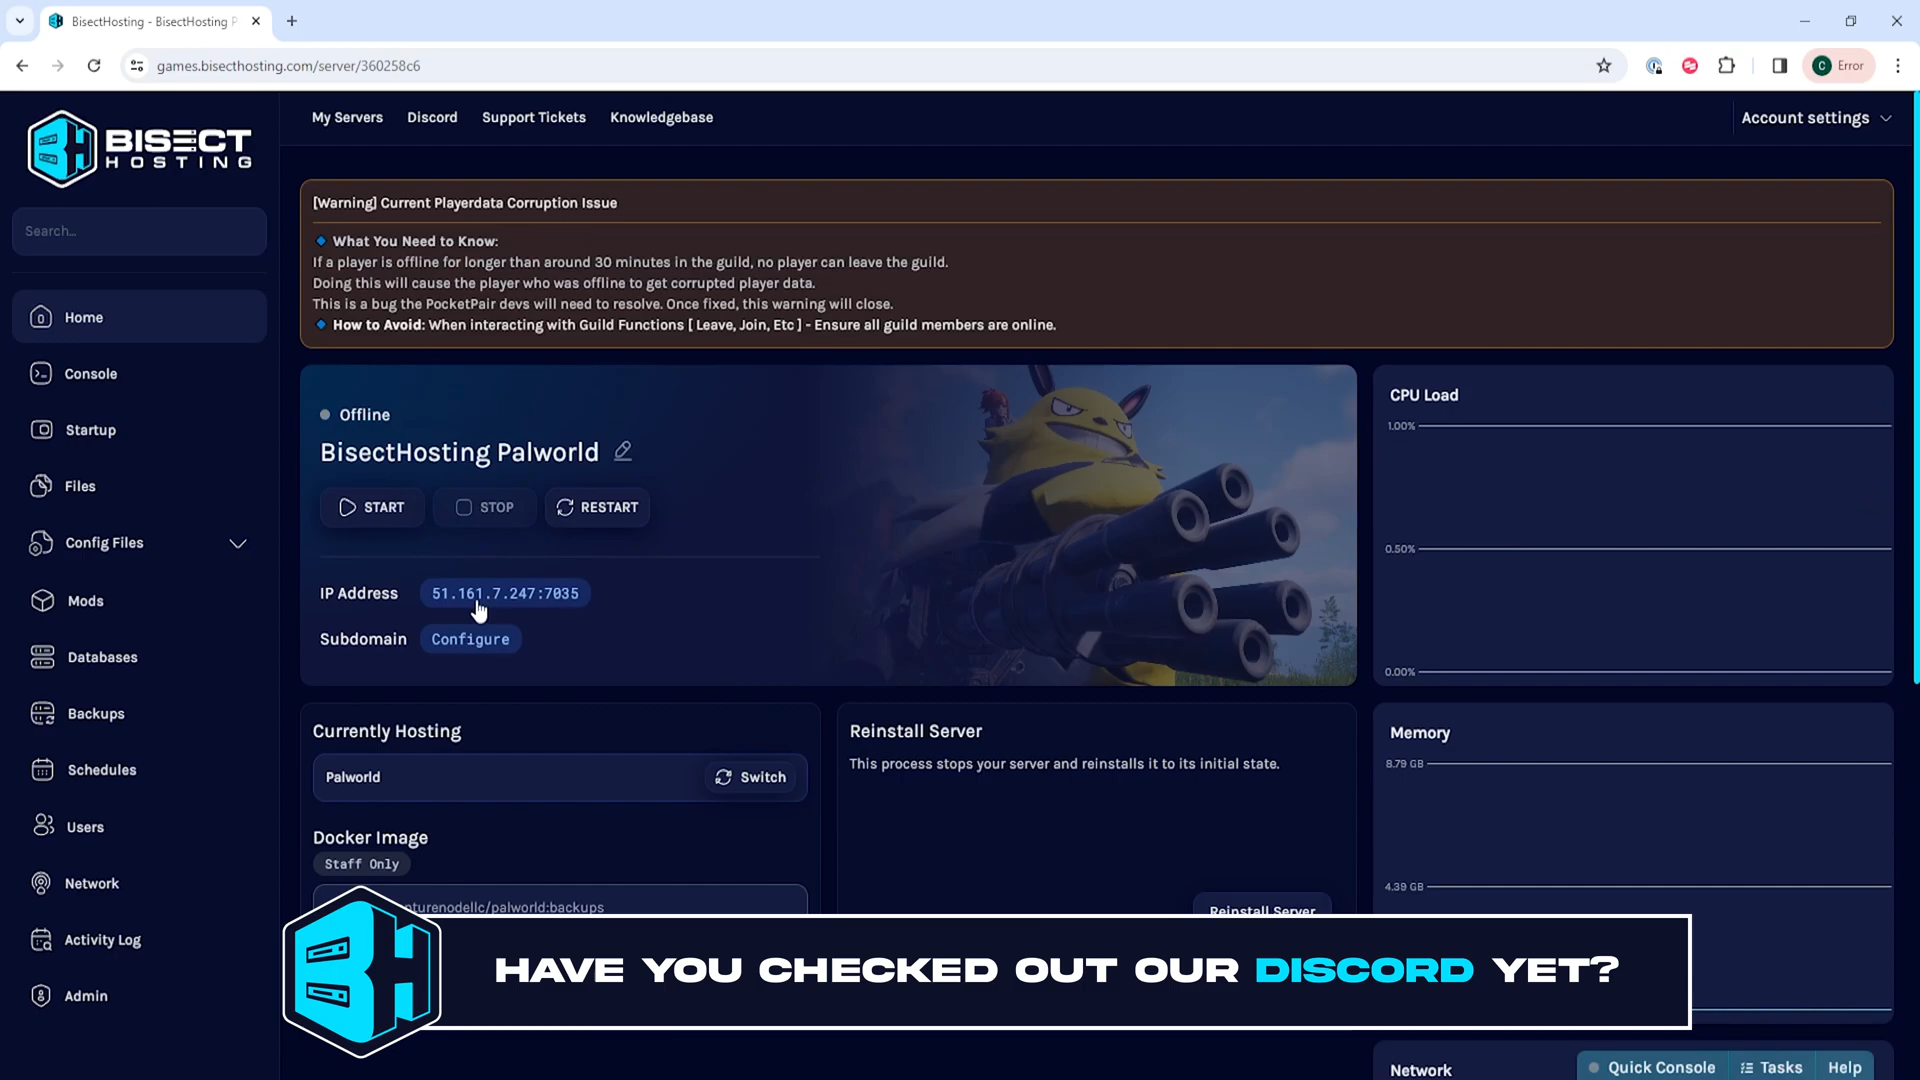 BisectHosting - BisectHosting P
games.bisecthosting.com/server/360258c6
C Error
BISECT
HOSTING
My Servers Discord Support Tickets Knowledgebase
Account settings
Search...
Home
Console
Startup
Files
Config Files
Mods
Databases
Backups
Schedules
Users
Network
Activity Log
Admin
[Warning] Current Playerdata Corruption Issue
What You Need to Know:
If a player is offline for longer than around 30 minutes in the guild, no player can leave the guild.
Doing this will cause the player who was offline to get corrupted player data.
This is a bug the PocketPair devs will need to resolve. Once fixed, this warning will close.
How to Avoid: When interacting with Guild Functions [ Leave, Join, Etc ] - Ensure all guild members are online.
Offline
BisectHosting Palworld
START STOP RESTART
IP Address 51.161.7.247:7035
Subdomain Configure
CPU Load
1.00%
0.50%
0.00%
Currently Hosting
Palworld Switch
Docker Image
Staff Only
turenodellc/palworld:backups
Reinstall Server
This process stops your server and reinstalls it to its initial state.
Reinstall Server
Memory
8.79 GB
4.39 GB
HAVE YOU CHECKED OUT OUR DISCORD YET?
Network
Quick Console Tasks Help